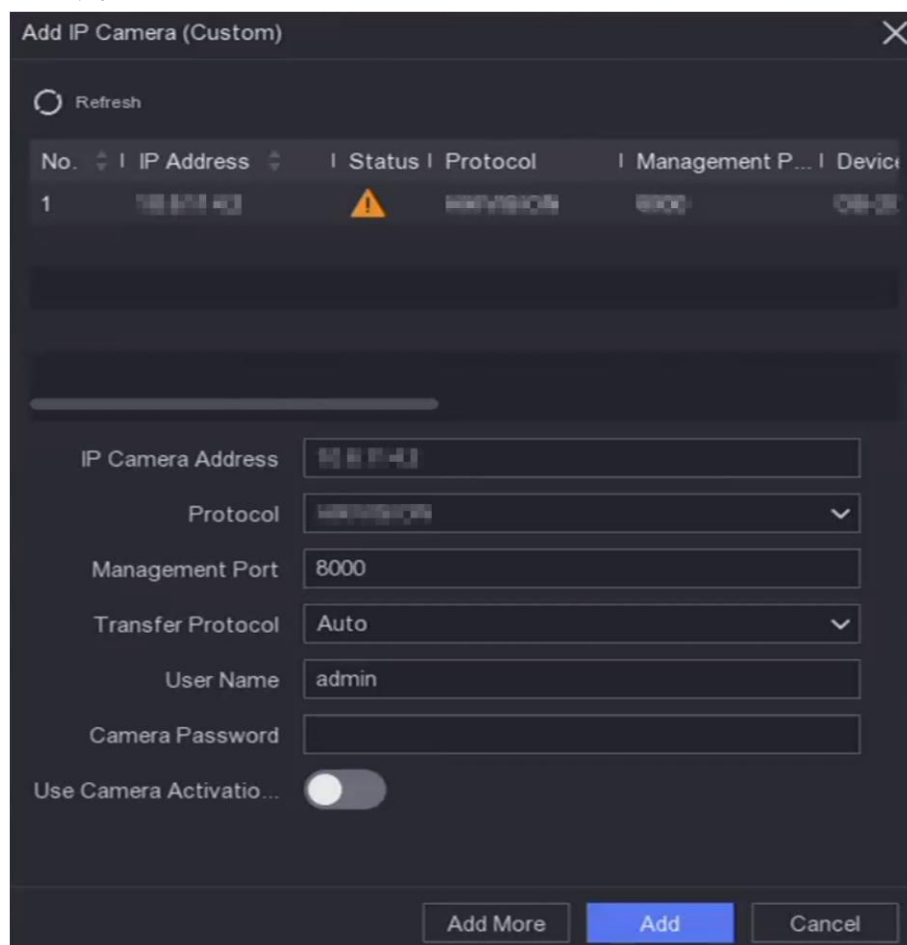 Add IP Camera (Custom)
Refresh
No. IP Address Status Protocol Management P... Device
1
IP Camera Address
Protocol
Management Port 8000
Transfer Protocol Auto
User Name admin
Camera Password
Use Camera Activatio...
Add More Add Cancel